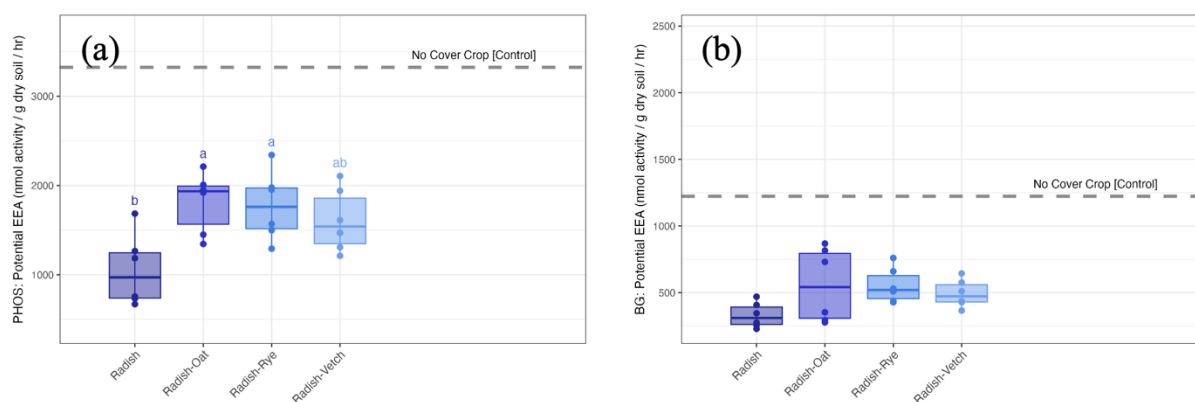 (a)
No Cover Crop [Control]
PHOS: Potential EEA (nmol activity / g dry soil / hr)
3000
2000
1000
b
a
a
ab
Radish
Radish-Oat
Radish-Rye
Radish-Vetch
(b)
No Cover Crop [Control]
BG: Potential EEA (nmol activity / g dry soil / hr)
2500
2000
1500
1000
500
Radish
Radish-Oat
Radish-Rye
Radish-Vetch